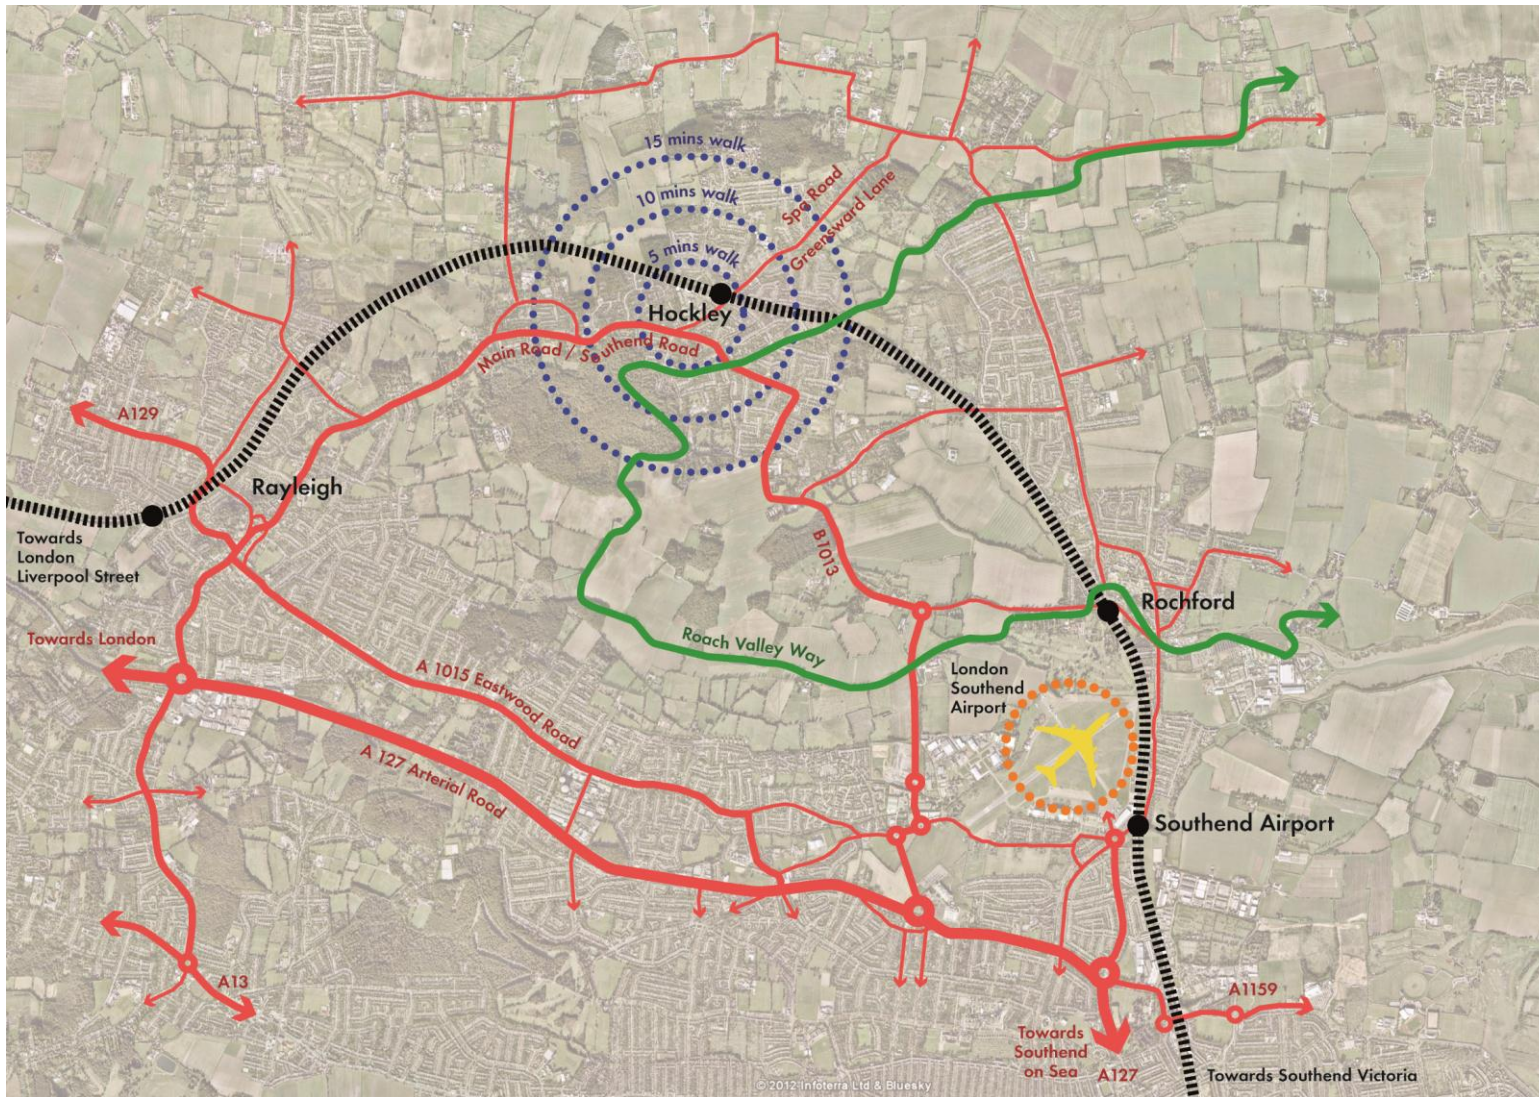 15 mins walk
10 mins walk
5 mins walk
Spa Road
Greensward Lane
Hockley
Main Road / Southend Road
A129
Rayleigh
Towards
London
Liverpool Street
B1013
Rochford
Towards London
Roach Valley Way
A 1015 Eastwood Road
London
Southend
Airport
A 127 Arterial Road
Southend Airport
A13
A1159
Towards
Southend
on Sea
A127
Towards Southend Victoria
© 2012 Infoterra Ltd & Bluesky